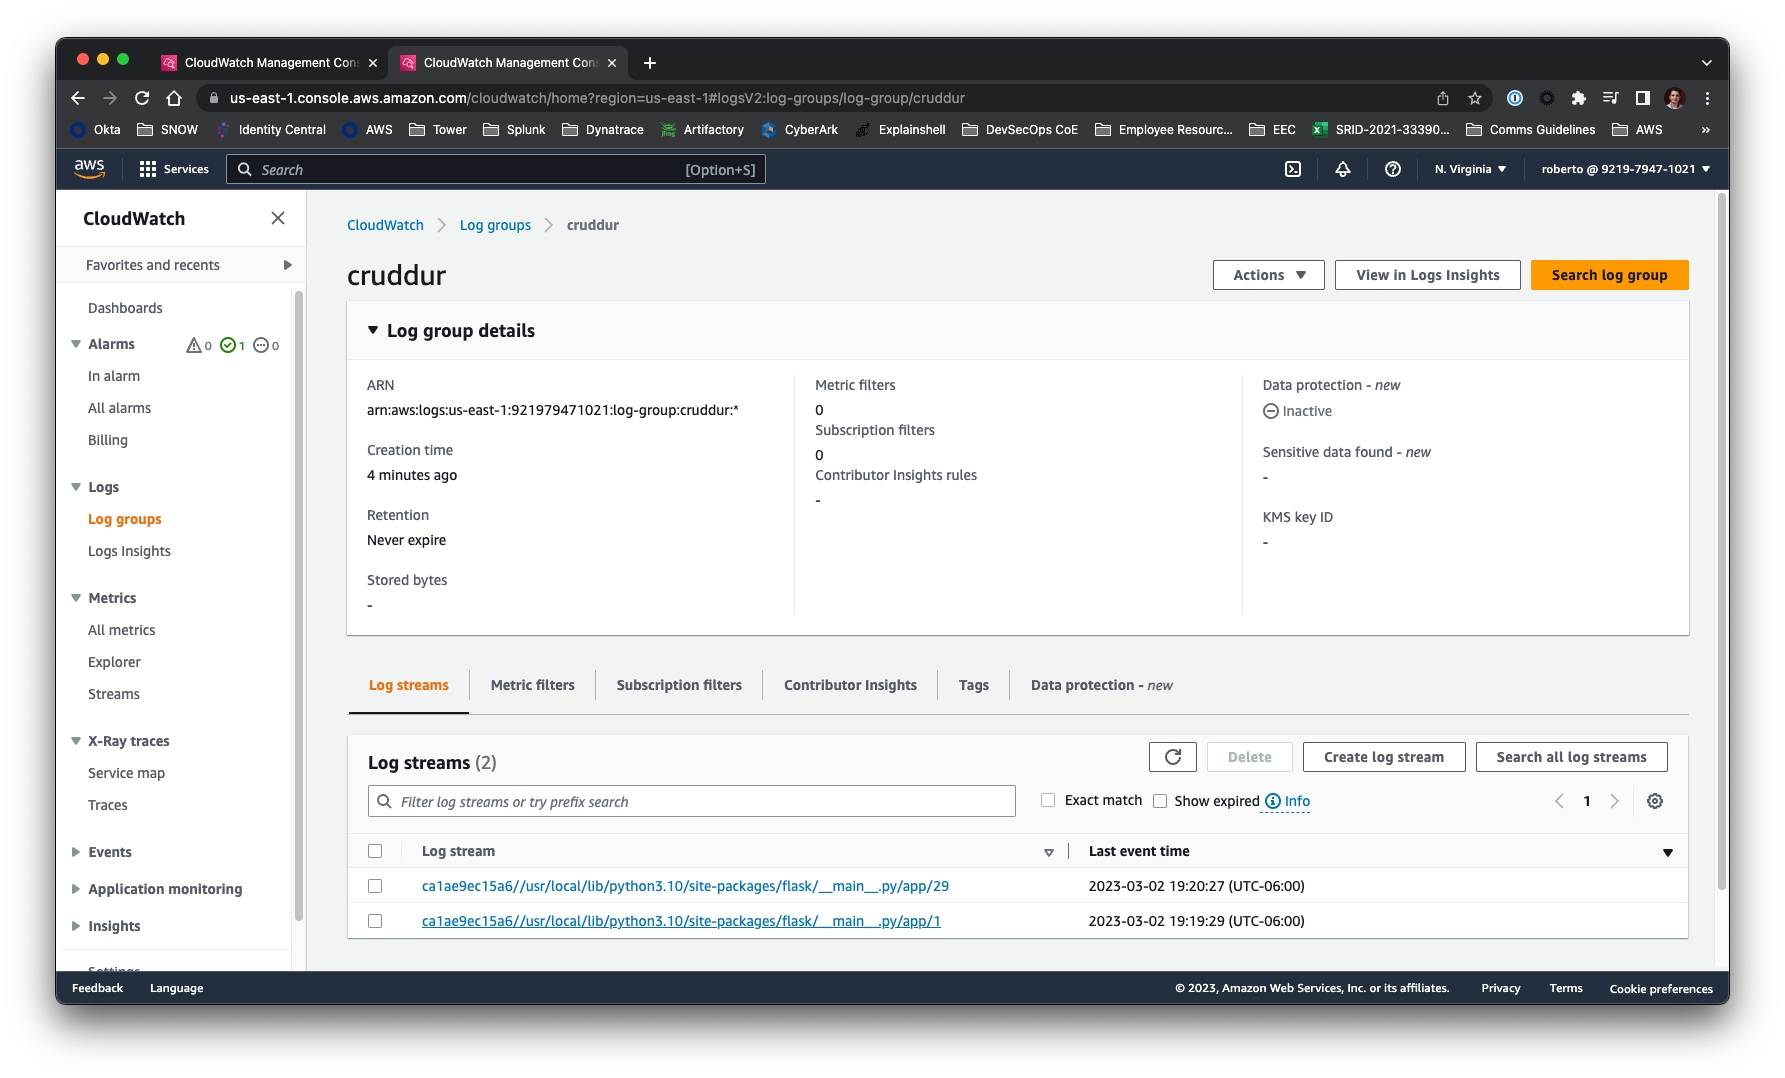 CloudWatch Management Con
CloudWatch Management Con
us-east-1.console.aws.amazon.com/cloudwatch/home?region=us-east-1#logsV2:log-groups/log-group/cruddur
Okta SNOW Identity Central AWS Tower Splunk Dynatrace Artifactory CyberArk Explainshell DevSecOps CoE Employee Resourc... EEC SRID-2021-33390... Comms Guidelines AWS »
aws Services Search [Option+S] N. Virginia roberto @ 9219-7947-1021
CloudWatch
Favorites and recents
Dashboards
Alarms 0 1 0
In alarm
All alarms
Billing
Logs
Log groups
Logs Insights
Metrics
All metrics
Explorer
Streams
X-Ray traces
Service map
Traces
Events
Application monitoring
Insights
Settings
CloudWatch Log groups cruddur
cruddur
Actions View in Logs Insights Search log group
Log group details
ARN
arn:aws:logs:us-east-1:921979471021:log-group:cruddur:*
Creation time
4 minutes ago
Retention
Never expire
Stored bytes
-
Metric filters
0
Subscription filters
0
Contributor Insights rules
-
Data protection - new
Inactive
Sensitive data found - new
-
KMS key ID
-
Log streams Metric filters Subscription filters Contributor Insights Tags Data protection - new
Log streams (2)
Delete Create log stream Search all log streams
Filter log streams or try prefix search Exact match Show expired Info 1
Log stream Last event time
ca1ae9ec15a6//usr/local/lib/python3.10/site-packages/flask/__main__.py/app/29 2023-03-02 19:20:27 (UTC-06:00)
ca1ae9ec15a6//usr/local/lib/python3.10/site-packages/flask/__main__.py/app/1 2023-03-02 19:19:29 (UTC-06:00)
Feedback Language © 2023, Amazon Web Services, Inc. or its affiliates. Privacy Terms Cookie preferences